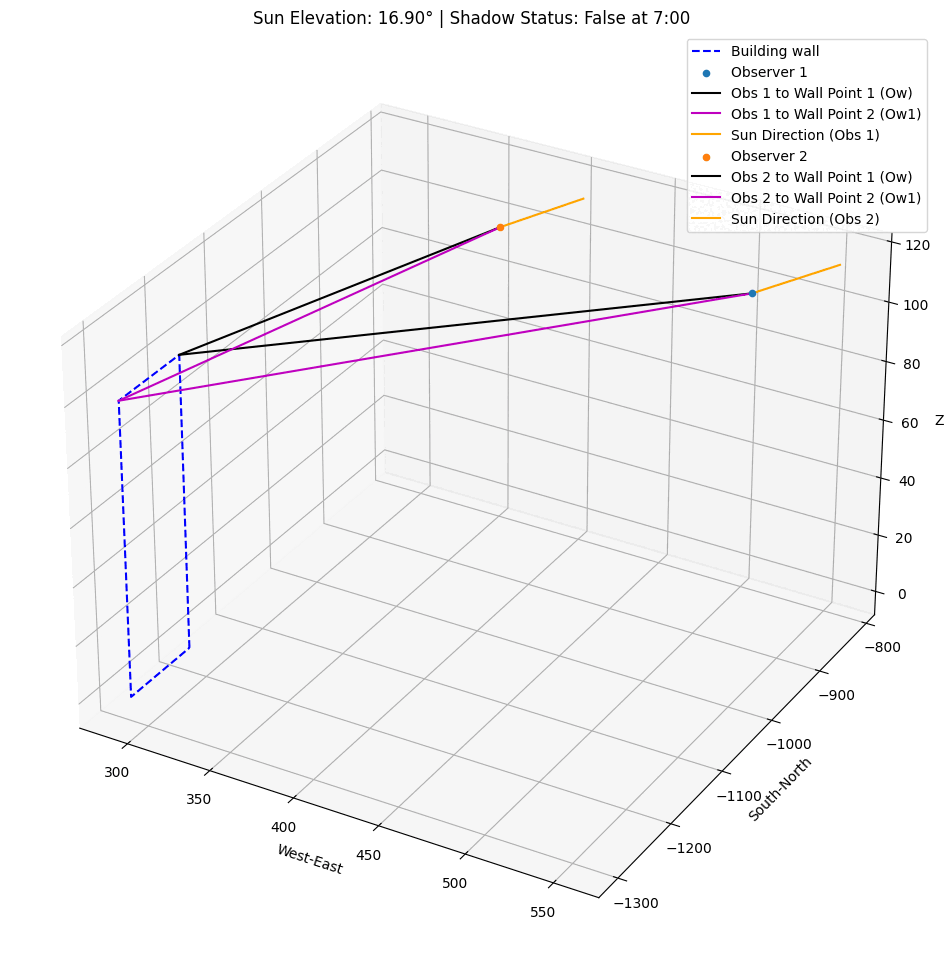 Sun Elevation: 16.90° | Shadow Status: False at 7:00
Building wall
Observer 1
Obs 1 to Wall Point 1 (Ow)
Obs 1 to Wall Point 2 (Ow1)
Sun Direction (Obs 1)
Observer 2
Obs 2 to Wall Point 1 (Ow)
Obs 2 to Wall Point 2 (Ow1)
Sun Direction (Obs 2)
120
100
80
Z
60
40
20
0
−800
−900
−1000
−1100
−1200
−1300
South-North
300
350
400
450
500
550
West-East